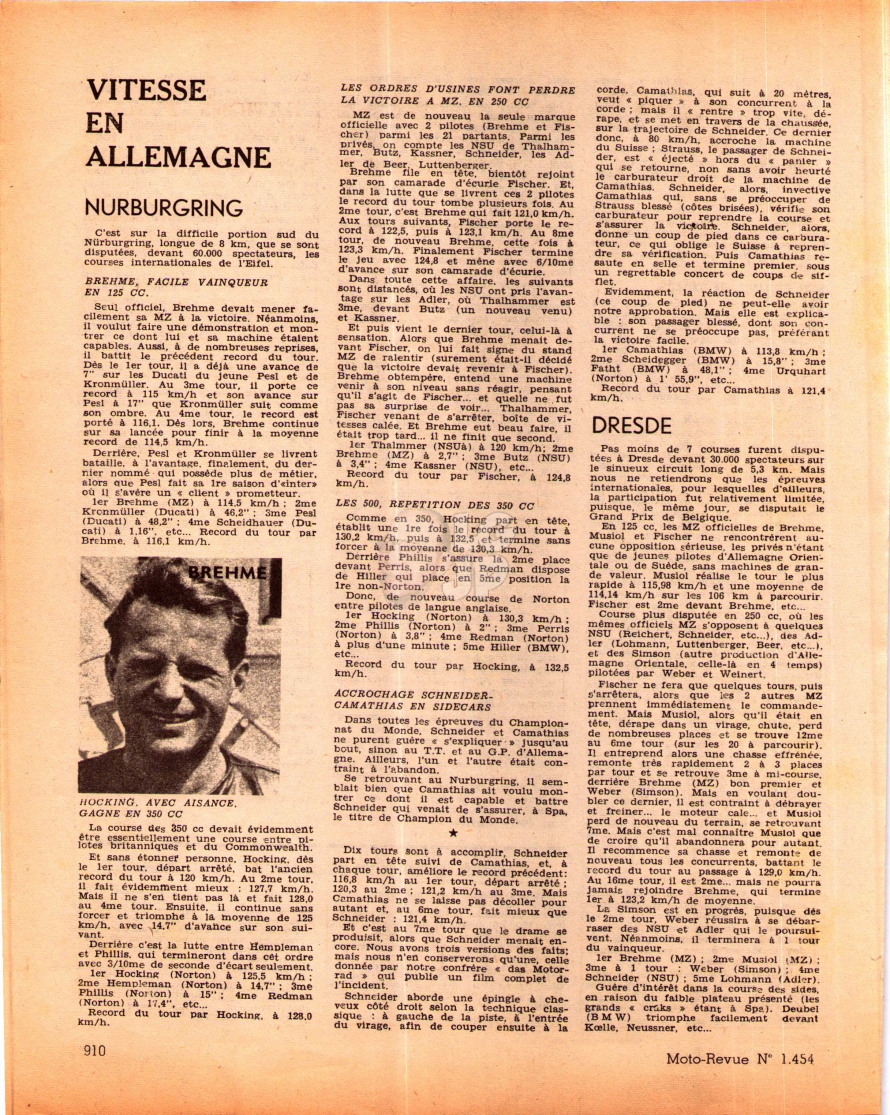 VITESSE
EN
ALLEMAGNE
NURBURGRING
C'est sur la difficile portion sud du
Nürburgring, longue de 8 km, que se sont
disputées, devant 60.000 spectateurs, les
courses internationales de l'Eifel.
BREHME, FACILE VAINQUEUR
EN 125 CC.
Seul officiel, Brehme devait mener fa-
cilement sa MZ à la victoire. Néanmoins,
il voulut faire une démonstration et mon-
trer ce dont lui et sa machine étaient
capables. Aussi, à de nombreuses reprises,
il battit le précédent record du tour.
Dès le 1er tour, il a déjà une avance de
7" sur les Ducati du jeune Pesl et de
Kronmüller. Au 3me tour, il porte ce
record à 115 km/h et son avance sur
Pesl à 17" que Kronmüller suit comme
son ombre. Au 4me tour, le record est
porté à 116,1. Dès lors, Brehme continue
sur sa lancée pour finir à la moyenne
record de 114,5 km/h.
Derrière, Pesl et Kronmüller se livrent
bataille, à l'avantage, finalement, du der-
nier nommé qui possède plus de métier,
alors que Pesl fait sa 1re saison d'«inter»
où il s'avère un « client » prometteur.
1er Brehme (MZ) à 114,5 km/h ; 2me
Kronmüller (Ducati) à 46,2" ; 3me Pesl
(Ducati) à 48,2" ; 4me Scheidhauer (Du-
cati) à 1,16", etc... Record du tour par
Brehme, à 116,1 km/h.
BREHME
HOCKING, AVEC AISANCE,
GAGNE EN 350 CC
La course des 350 cc devait évidemment
être essentiellement une course entre pi-
lotes britanniques et du Commonwealth.
Et sans étonner personne, Hocking, dès
le 1er tour, départ arrêté, bat l'ancien
record du tour à 120 km/h. Au 2me tour,
il fait évidemment mieux : 127,7 km/h.
Mais il ne s'en tient pas là et fait 128,0
au 4me tour. Ensuite, il continue sans
forcer et triomphe à la moyenne de 125
km/h, avec 14,7" d'avance sur son sui-
vant.
Derrière c'est la lutte entre Hempleman
et Phillis, qui termineront dans cet ordre
avec 3/10me de seconde d'écart seulement.
1er Hocking (Norton) à 125,5 km/h ;
2me Hempleman (Norton) à 14,7" ; 3me
Phillis (Norton) à 15" ; 4me Redman
(Norton) à 17,4", etc...
Record du tour par Hocking, à 128,0
km/h.
LES ORDRES D'USINES FONT PERDRE
LA VICTOIRE A MZ, EN 250 CC
MZ est de nouveau la seule marque
officielle avec 2 pilotes (Brehme et Fis-
cher) parmi les 21 partants. Parmi les
privés, on compte les NSU de Thalham-
mer, Butz, Kassner, Schneider, les Ad-
ler de Beer, Luttenberger.
Brehme file en tête, bientôt rejoint
par son camarade d'écurie Fischer. Et,
dans la lutte que se livrent ces 2 pilotes
le record du tour tombe plusieurs fois. Au
2me tour, c'est Brehme qui fait 121,0 km/h.
Aux tours suivants, Fischer porte le re-
cord à 122,5, puis à 123,1 km/h. Au 8me
tour, de nouveau Brehme, cette fois à
123,3 km/h. Finalement Fischer termine
le jeu avec 124,8 et mène avec 6/10me
d'avance sur son camarade d'écurie.
Dans toute cette affaire, les suivants
sont distancés, où les NSU ont pris l'avan-
tage sur les Adler, où Thalhammer est
3me, devant Butz (un nouveau venu)
et Kassner.
Et puis vient le dernier tour, celui-là à
sensation. Alors que Brehme menait de-
vant Fischer, on lui fait signe du stand
MZ de ralentir (surement était-il décidé
que la victoire devait revenir à Fischer).
Brehme obtempère, entend une machine
venir à son niveau sans réagir, pensant
qu'il s'agit de Fischer... et quelle ne fut
pas sa surprise de voir... Thalhammer,
Fischer venant de s'arrêter, boîte de vi-
tesses calée. Et Brehme eut beau faire, il
était trop tard... il ne finit que second.
1er Thalmmer (NSUà) à 120 km/h; 2me
Brehme (MZ) à 2,7" ; 3me Butz (NSU)
à 3,4" ; 4me Kassner (NSU), etc...
Record du tour par Fischer, à 124,8
km/h.
LES 500, REPETITION DES 350 CC
Comme en 350, Hocking part en tête,
établit une 1re fois le record du tour à
130,2 km/h, puis à 132,5 et termine sans
forcer à la moyenne de 130,3 km/h.
Derrière Phillis s'assure la 2me place
devant Perris, alors que Redman dispose
de Hiller qui place en 5me position la
1re non-Norton.
Donc, de nouveau course de Norton
entre pilotes de langue anglaise.
1er Hocking (Norton) à 130,3 km/h ;
2me Phillis (Norton) à 2" ; 3me Perris
(Norton) à 3,8" ; 4me Redman (Norton)
à plus d'une minute ; 5me Hiller (BMW),
etc...
Record du tour par Hocking, à 132,5
km/h.
ACCROCHAGE SCHNEIDER-
CAMATHIAS EN SIDECARS
Dans toutes les épreuves du Champion-
nat du Monde, Schneider et Camathias
ne purent guère « s'expliquer » jusqu'au
bout, sinon au T.T. et au G.P. d'Allema-
gne. Ailleurs, l'un et l'autre était con-
traint à l'abandon.
Se retrouvant au Nurburgring, il sem-
blait bien que Camathias ait voulu mon-
trer ce dont il est capable et battre
Schneider qui venait de s'assurer, à Spa,
le titre de Champion du Monde.
★
Dix tours sont à accomplir, Schneider
part en tête suivi de Camathias, et, à
chaque tour, améliore le record précédent:
116,8 km/h au 1er tour, départ arrêté ;
120,3 au 2me ; 121,2 km/h au 3me. Mais
Camathias ne se laisse pas décoller pour
autant et, au 6me tour, fait mieux que
Schneider : 121,4 km/h.
Et c'est au 7me tour que le drame se
produisit, alors que Schneider menait en-
core. Nous avons trois versions des faits;
mais nous n'en conserverons qu'une, celle
donnée par notre confrère « das Motor-
rad » qui publie un film complet de
l'incident.
Schneider aborde une épingle à che-
veux côté droit selon la technique clas-
sique : à gauche de la piste, à l'entrée
du virage, afin de couper ensuite à la
corde. Camathias, qui suit à 20 mètres,
veut « piquer » à son concurrent à la
corde ; mais il « rentre » trop vite, dé-
rape, et se met en travers de la chaussée,
sur la trajectoire de Schneider. Ce dernier
donc, à 80 km/h, accroche la machine
du Suisse ; Strauss, le passager de Schnei-
der, est « éjecté » hors du « panier »
qui se retourne, non sans avoir heurté
le carburateur droit de la machine de
Camathias. Schneider, alors, invective
Camathias qui, sans se préoccuper de
Strauss blessé (côtes brisées), vérifie son
carburateur pour reprendre la course et
s'assurer la victoire. Schneider, alors,
donne un coup de pied dans ce carbura-
teur, ce qui oblige le Suisse à repren-
dre sa vérification. Puis Camathias re-
saute en selle et termine premier, sous
un regrettable concert de coups de sif-
flet.
Evidemment, la réaction de Schneider
(ce coup de pied) ne peut-elle avoir
notre approbation. Mais elle est explica-
ble : son passager blessé, dont son con-
current ne se préoccupe pas, préférant
la victoire facile.
1er Camathias (BMW) à 113,8 km/h ;
2me Scheidegger (BMW) à 15,8" ; 3me
Fatht (BMW) à 48,1" ; 4me Urquhart
(Norton) à 1' 55,9", etc...
Record du tour par Camathias à 121,4
km/h.
DRESDE
Pas moins de 7 courses furent dispu-
tées à Dresde devant 30.000 spectateurs sur
le sinueux circuit long de 5,3 km. Mais
nous ne retiendrons que les épreuves
internationales, pour lesquelles d'ailleurs,
la participation fut relativement limitée,
puisque, le même jour, se disputait le
Grand Prix de Belgique.
En 125 cc, les MZ officielles de Brehme,
Musiol et Fischer ne rencontrèrent au-
cune opposition sérieuse, les privés n'étant
que de jeunes pilotes d'Allemagne Orien-
tale ou de Suède, sans machines de gran-
de valeur. Musiol réalise le tour le plus
rapide à 115,98 km/h et une moyenne de
114,14 km/h sur les 106 km à parcourir.
Fischer est 2me devant Brehme, etc...
Course plus disputée en 250 cc, où les
mêmes officiels MZ s'opposent à quelques
NSU (Reichert, Schneider, etc...), des Ad-
ler (Lohmann, Luttenberger, Beer, etc...),
et des Simson (autre production d'Alle-
magne Orientale, celle-là en 4 temps)
pilotées par Weber et Weinert.
Fischer ne fera que quelques tours, puis
s'arrêtera, alors que les 2 autres MZ
prennent immédiatement le commande-
ment. Mais Musiol, alors qu'il était en
tête, dérape dans un virage, chute, perd
de nombreuses places et se trouve 12me
au 6me tour (sur les 20 à parcourir).
Il entreprend alors une chasse effrénée,
remonte très rapidement 2 à 3 places
par tour et se retrouve 3me à mi-course,
derrière Brehme (MZ) bon premier et
Weber (Simson). Mais en voulant dou-
bler ce dernier, il est contraint à débrayer
et freiner... le moteur cale... et Musiol
perd de nouveau du terrain, se retrouvant
7me. Mais c'est mal connaître Musiol que
de croire qu'il abandonnera pour autant.
Il recommence sa chasse et remonte de
nouveau tous les concurrents, battant le
record du tour au passage à 129,0 km/h.
Au 16me tour, il est 2me... mais ne pourra
jamais rejoindre Brehme, qui termine
1er à 123,2 km/h de moyenne.
La Simson est en progrès, puisque dès
le 2me tour, Weber réussira à se débar-
raser des NSU et Adler qui le poursui-
vent. Néanmoins, il terminera à 1 tour
du vainqueur.
1er Brehme (MZ) ; 2me Musiol (MZ) ;
3me à 1 tour : Weber (Simson) ; 4me
Schneider (NSU) ; 5me Lohmann (Adler).
Guère d'intérêt dans la course des sides,
en raison du faible plateau présenté (les
grands « craks » étant à Spa). Deubel
(BMW) triomphe facilement devant
Kœlle, Neussner, etc...
910
Moto-Revue N° 1.454